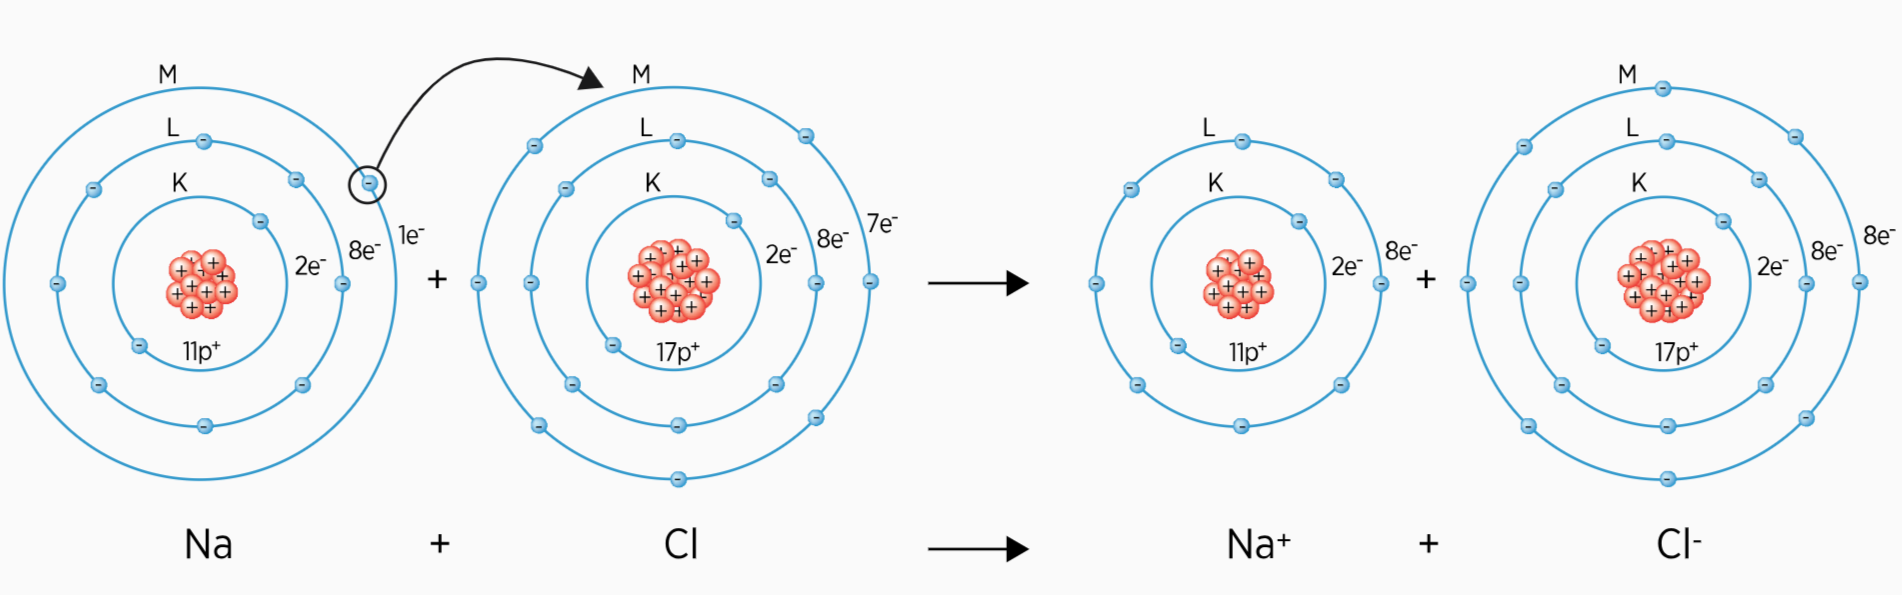 M
L
K
2e⁻
8e⁻
1e⁻
11p⁺
+
M
L
K
2e⁻
8e⁻
7e⁻
17p⁺
L
K
2e⁻
8e⁻
11p⁺
+
M
L
K
2e⁻
8e⁻
8e⁻
17p⁺
Na + Cl → Na⁺ + Cl⁻